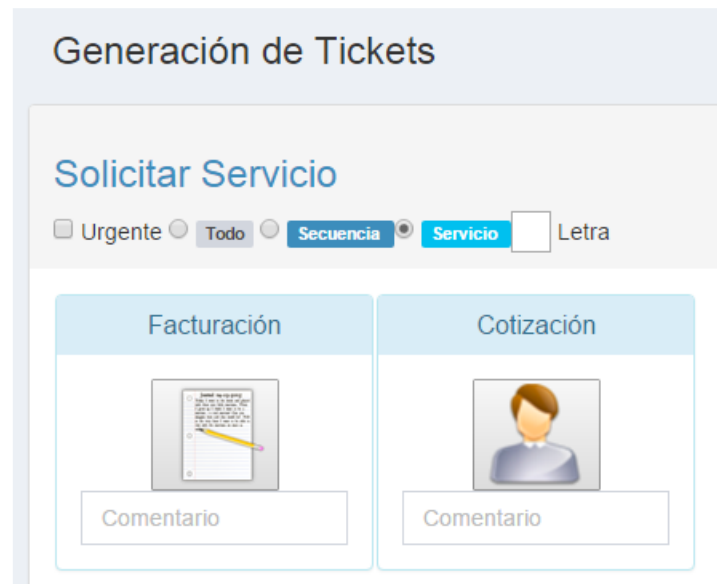 Generación de Tickets
Solicitar Servicio
Urgente Todo Secuencia Servicio Letra
Facturación Cotización
Comentario Comentario